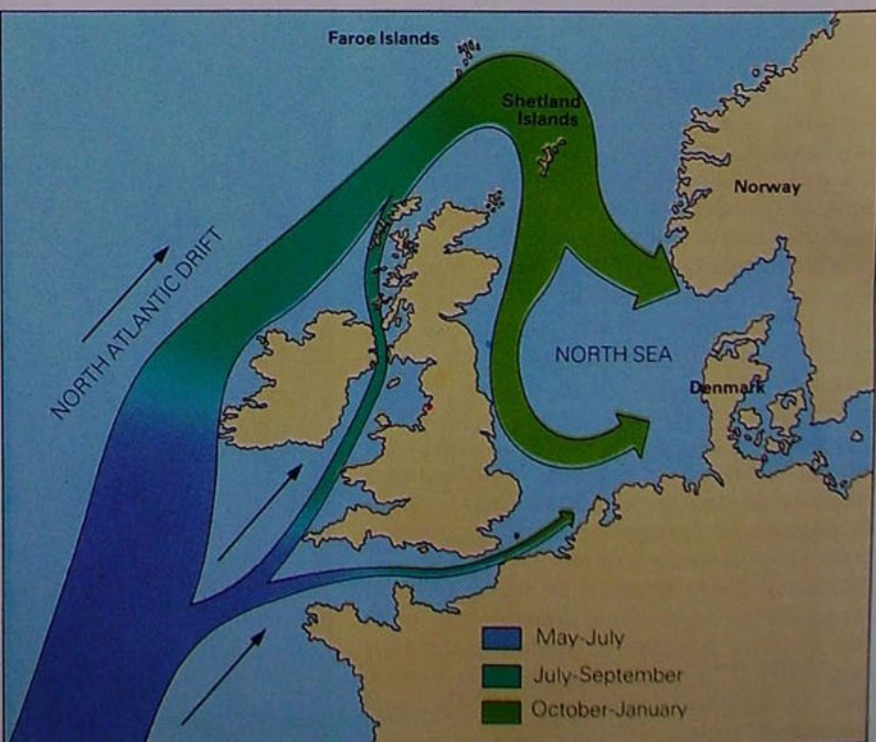 Faroe Islands
Shetland
Islands
Norway
NORTH ATLANTIC DRIFT
NORTH SEA
Denmark
May-July
July-September
October-January